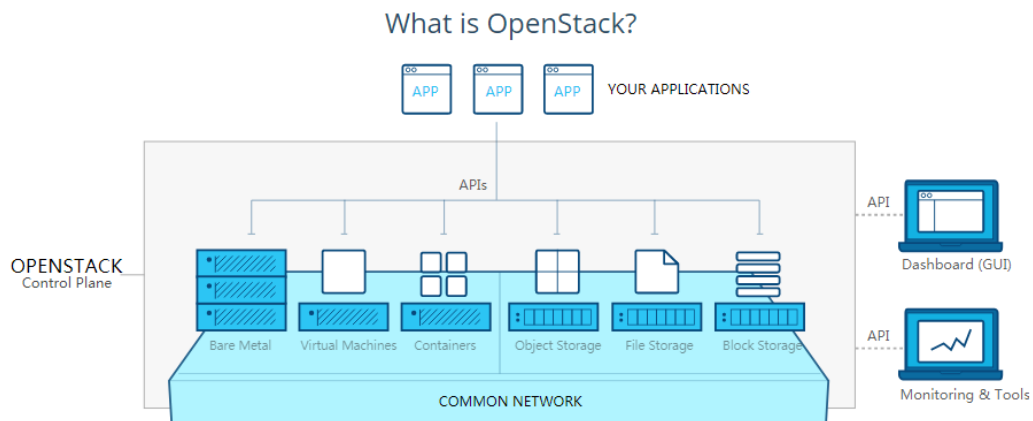 What is OpenStack?
APP APP APP YOUR APPLICATIONS
APIs
API
Dashboard (GUI)
OPENSTACK
Control Plane
Bare Metal Virtual Machines Containers Object Storage File Storage Block Storage
API
Monitoring & Tools
COMMON NETWORK